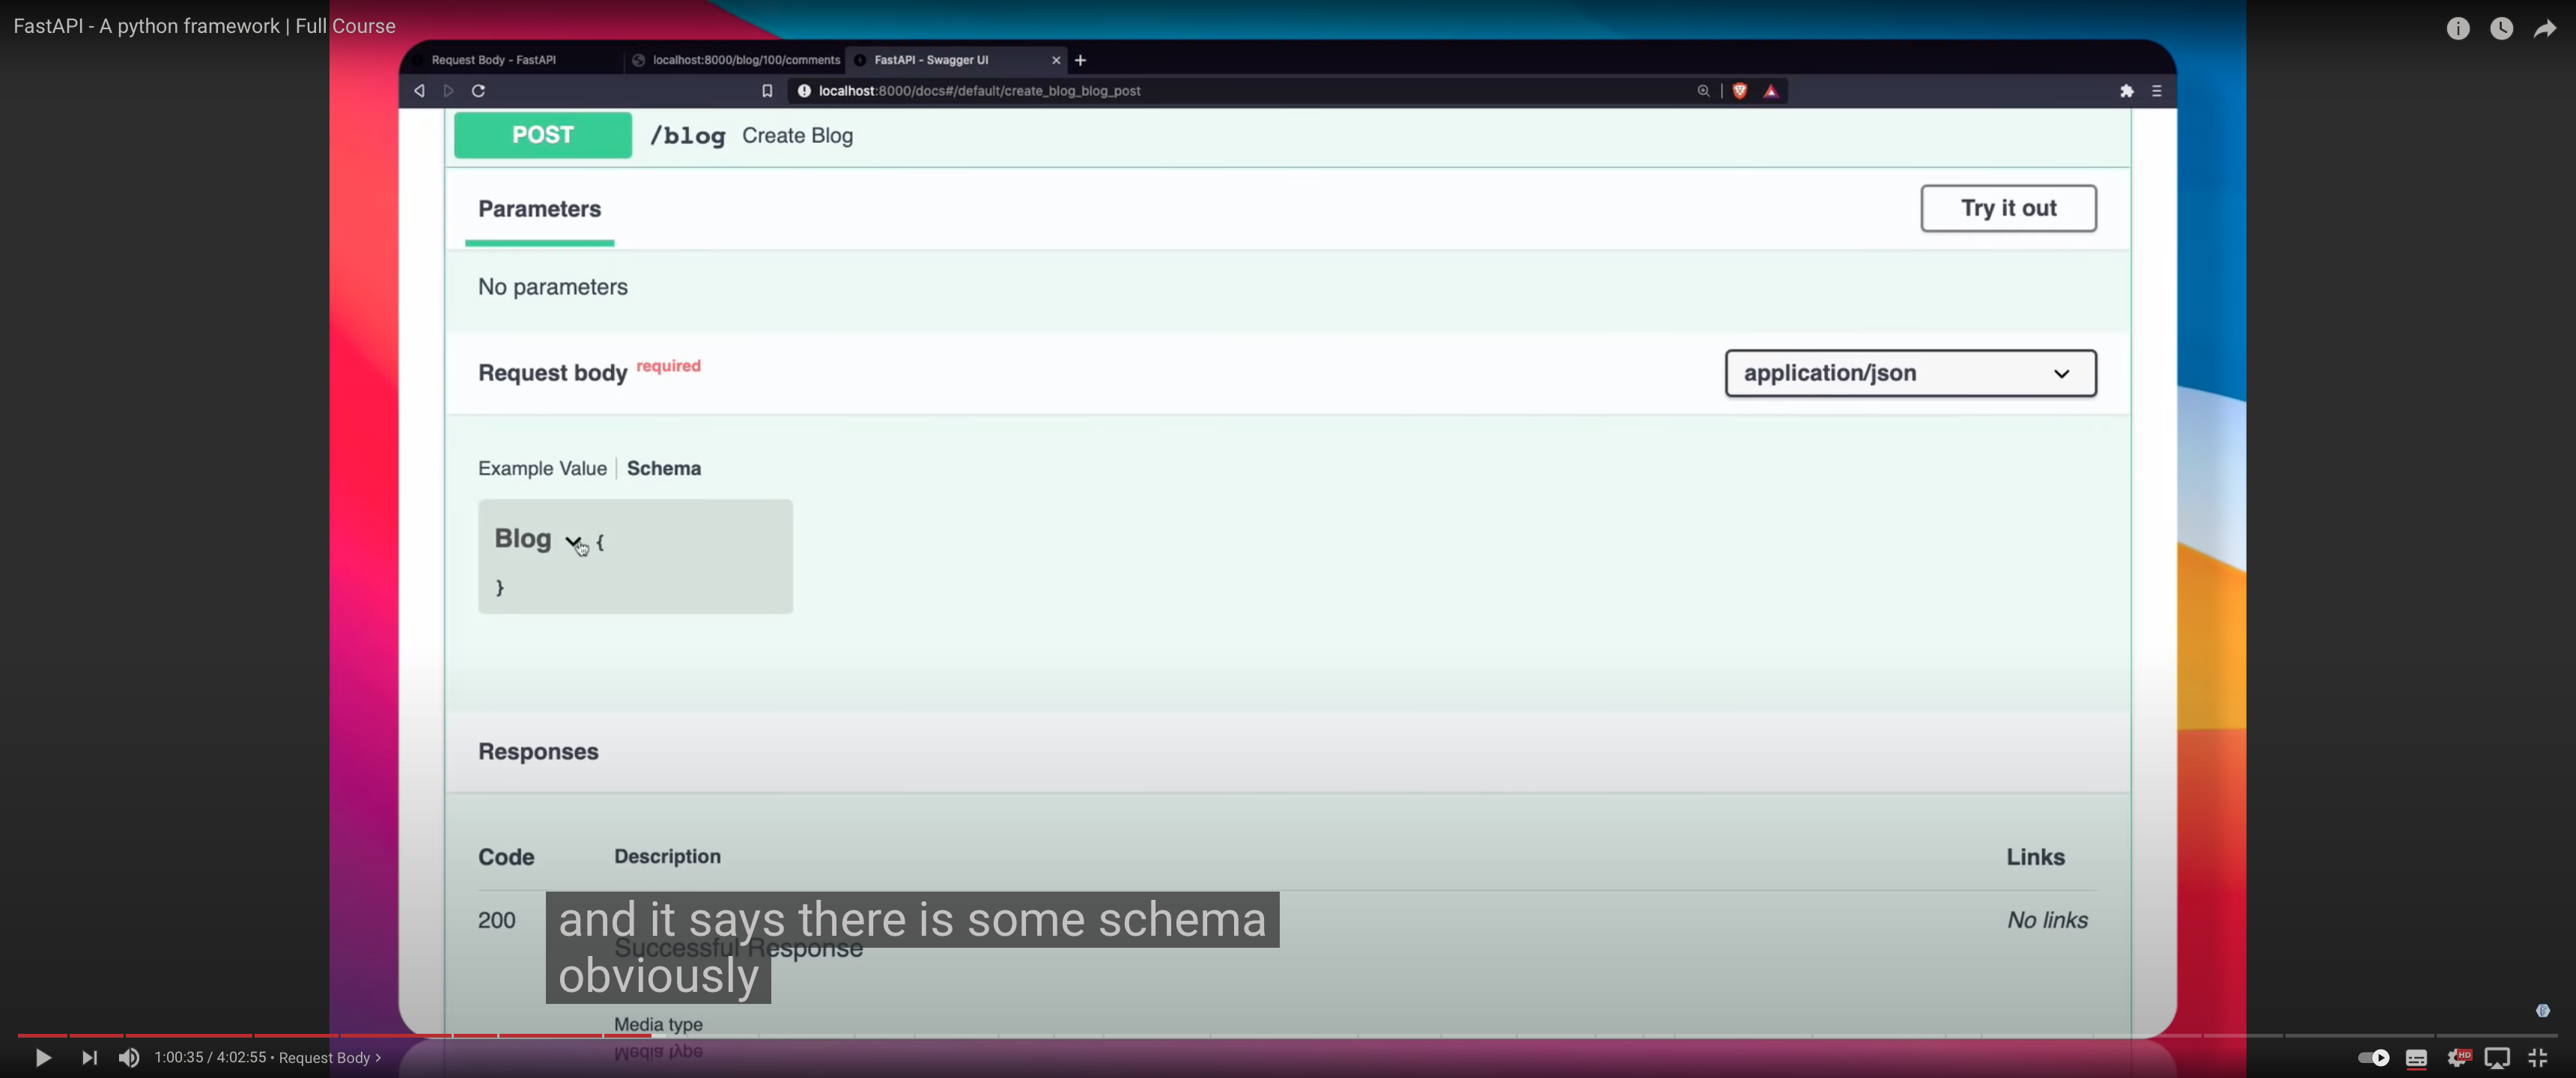 FastAPI - A python framework | Full Course
Request Body - FastAPI
localhost:8000/blog/100/comments
FastAPI - Swagger UI
localhost:8000/docs#/default/create_blog_blog_post
POST /blog Create Blog
Parameters
Try it out
No parameters
Request body required
application/json
Example Value | Schema
Blog {
}
Responses
Code Description Links
200 No links
and it says there is some schema
Successful Response
obviously
Media type
Media type
1:00:35 / 4:02:55 • Request Body >
HD